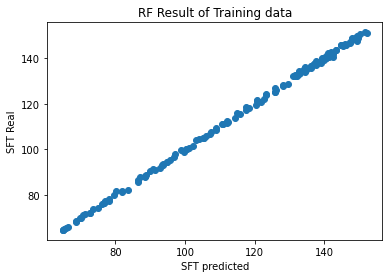 RF Result of Training data
140
120
100
80
SFT Real
80 100 120 140
SFT predicted